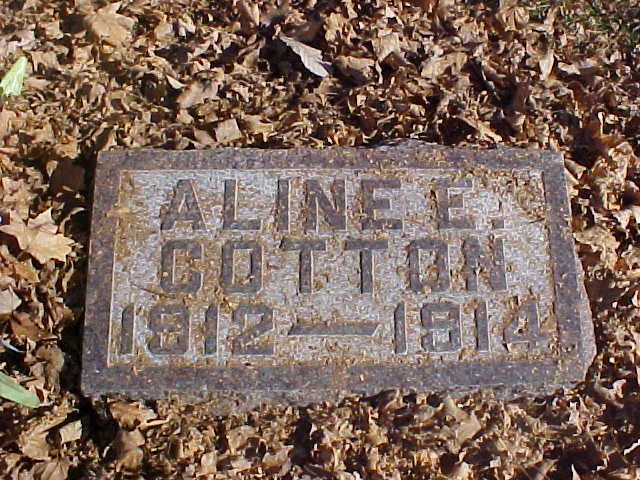 ALINE E.
COTTON
1812 — 1814